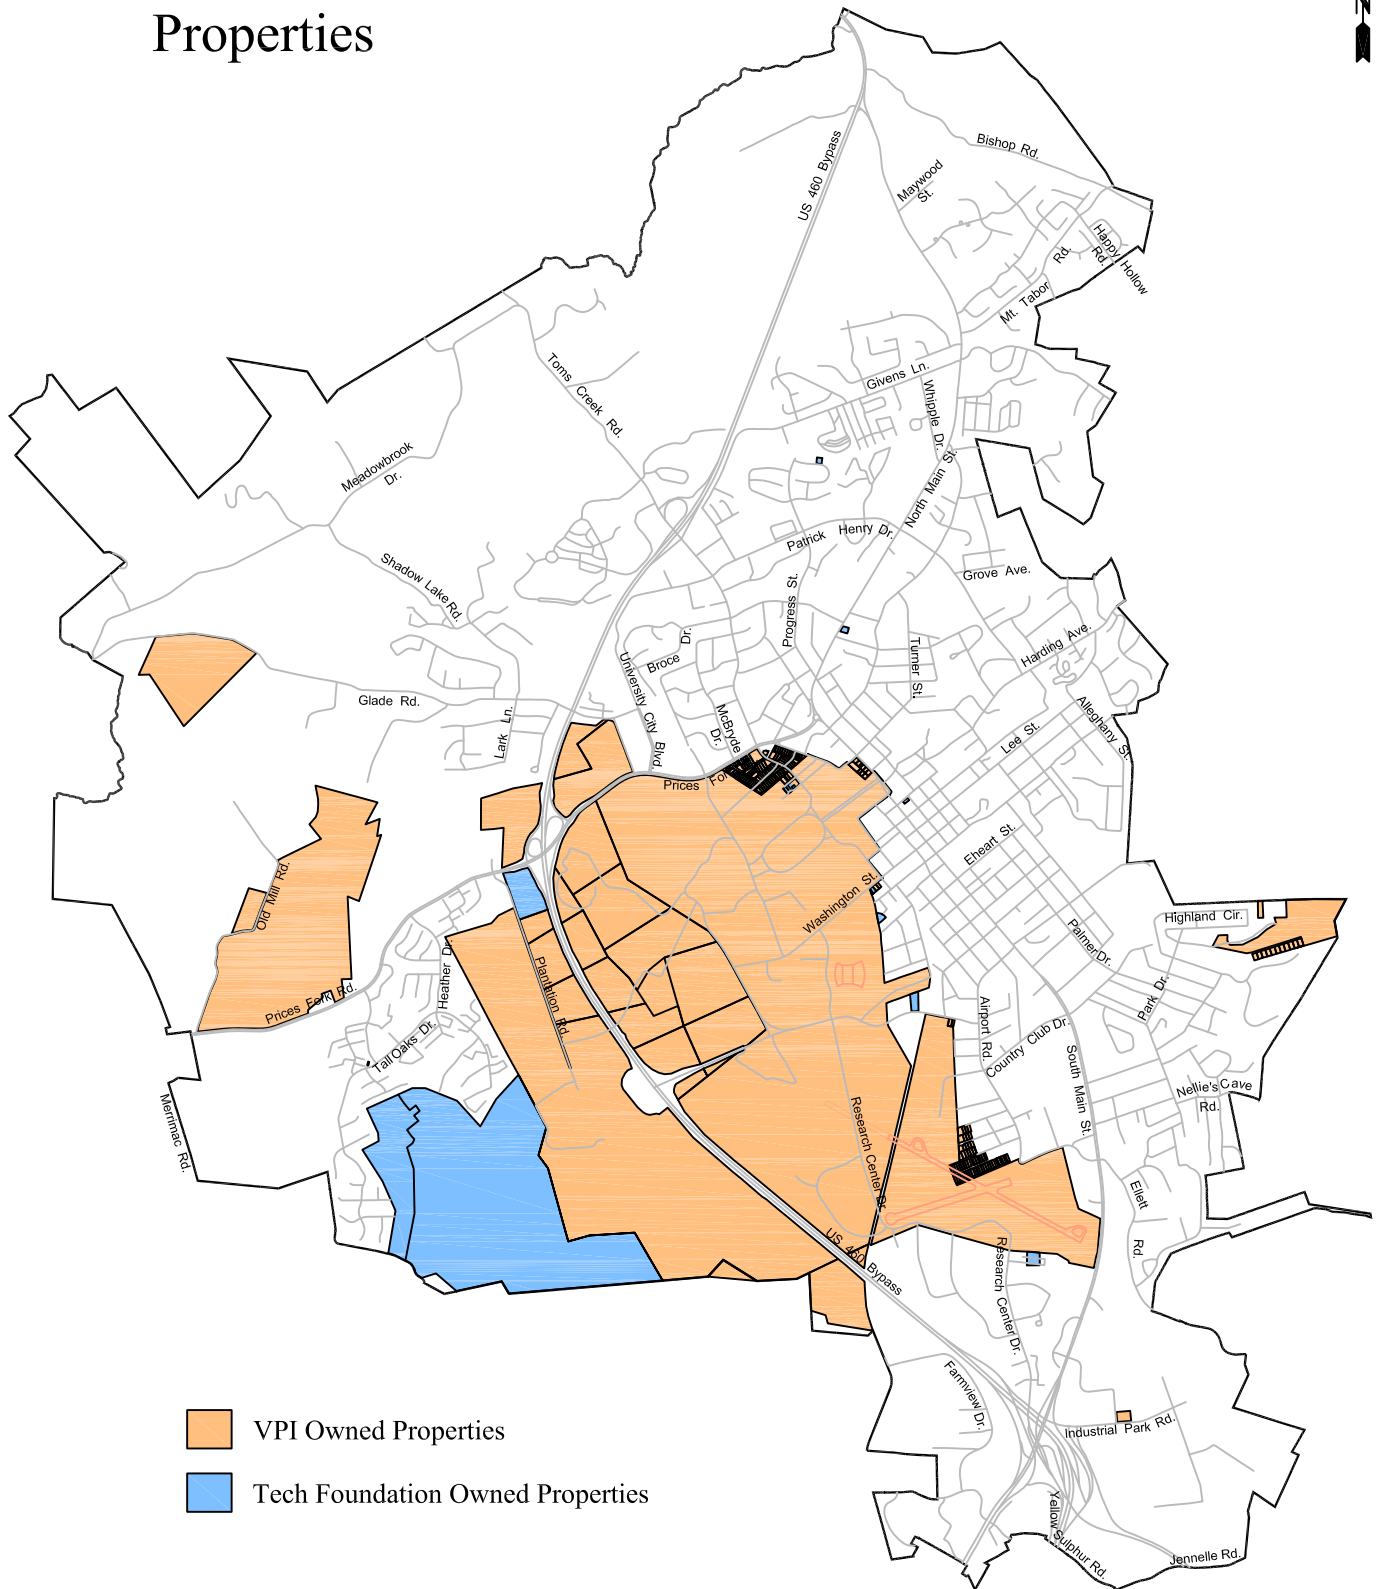 Properties
N
Bishop Rd.
US 460 Bypass
Maywood
St.
Happy Hollow
Rd.
Mt. Tabor
Rd.
Toms Creek Rd.
Givens Ln.
Whipple Dr.
Meadowbrook
Dr.
North Main St.
Patrick Henry Dr.
Shadow Lake Rd.
Grove Ave.
Progress St.
Harding Ave.
Broce
Dr.
Turner St.
University City Blvd.
Glade Rd.
Lark Ln.
McBryde
Dr.
Alleghany St.
Lee St.
Prices For
Eheart St.
Old Mill Rd.
Washington St.
Highland Cir.
Palmer Dr.
Heather Dr.
Plantation Rd.
Park Dr.
Prices Fork Rd.
Airport Rd.
Tall Oaks Dr.
Country Club Dr.
South Main St.
Nellie's Cave
Rd.
Merrimac Rd.
Research Center Dr.
Ellett
Rd.
US 460 Bypass
Research Center Dr.
Farmview Dr.
Industrial Park Rd.
VPI Owned Properties
Tech Foundation Owned Properties
Yellow Sulphur Rd.
Jennelle Rd.